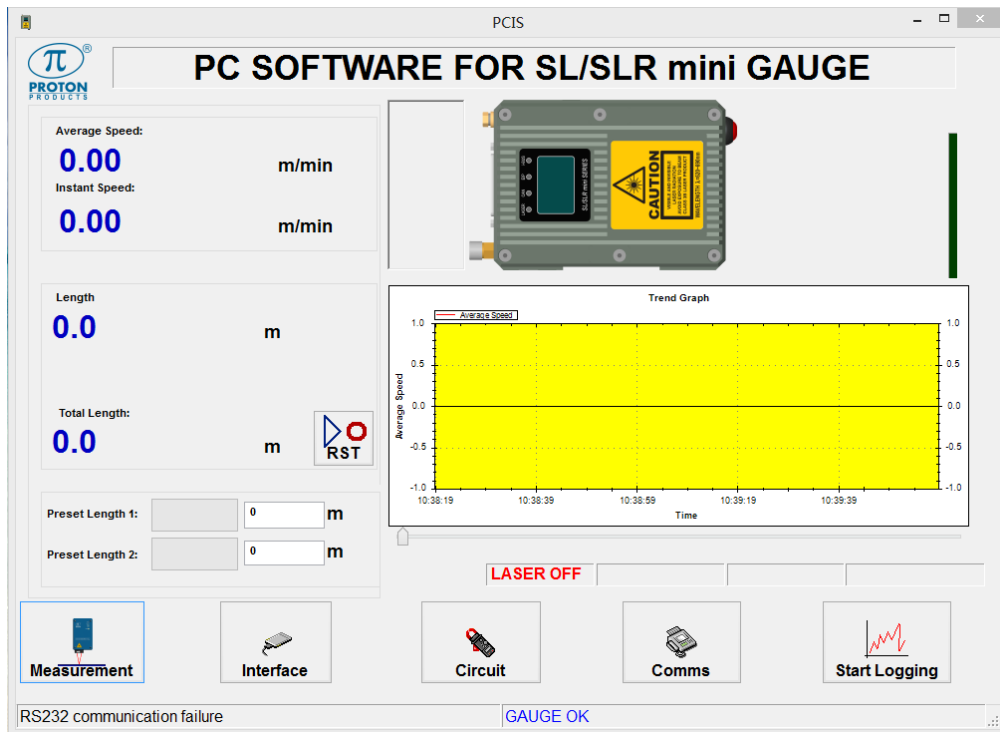 PCIS
π®
PROTON
PRODUCTS
PC SOFTWARE FOR SL/SLR mini GAUGE
Average Speed:
0.00 m/min
Instant Speed:
0.00 m/min
Length
0.0 m
Total Length:
0.0 m
RST
Preset Length 1: 0 m
Preset Length 2: 0 m
SL/SLR mini SERIES
CAUTION
Trend Graph
Average Speed
1.0 1.0
0.5 0.5
0.0 0.0
-0.5 -0.5
-1.0 -1.0
Average Speed
10:38:19 10:38:39 10:38:59 10:39:19 10:39:39
Time
LASER OFF
Measurement Interface Circuit Comms Start Logging
RS232 communication failure GAUGE OK